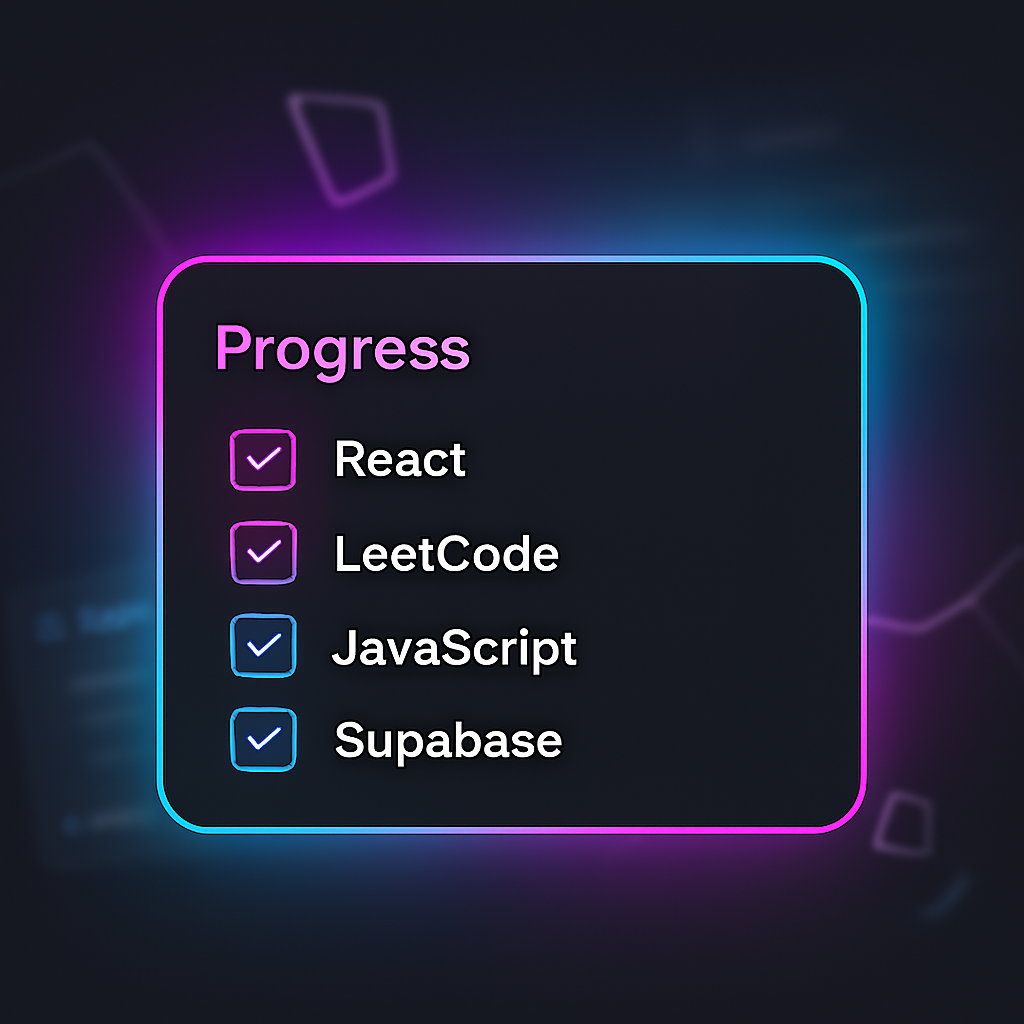 Progress
React
LeetCode
JavaScript
Supabase